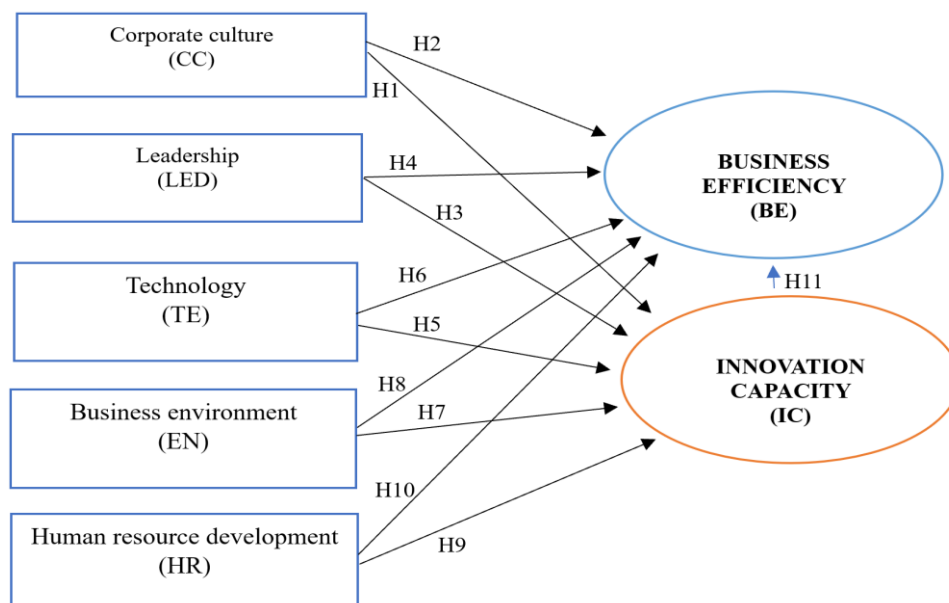 Corporate culture
(CC)
H2
H1
Leadership
(LED)
H4
H3
BUSINESS
EFFICIENCY
(BE)
Technology
(TE)
H6
H5
H11
Business environment
(EN)
H8
H7
INNOVATION
CAPACITY
(IC)
Human resource development
(HR)
H10
H9